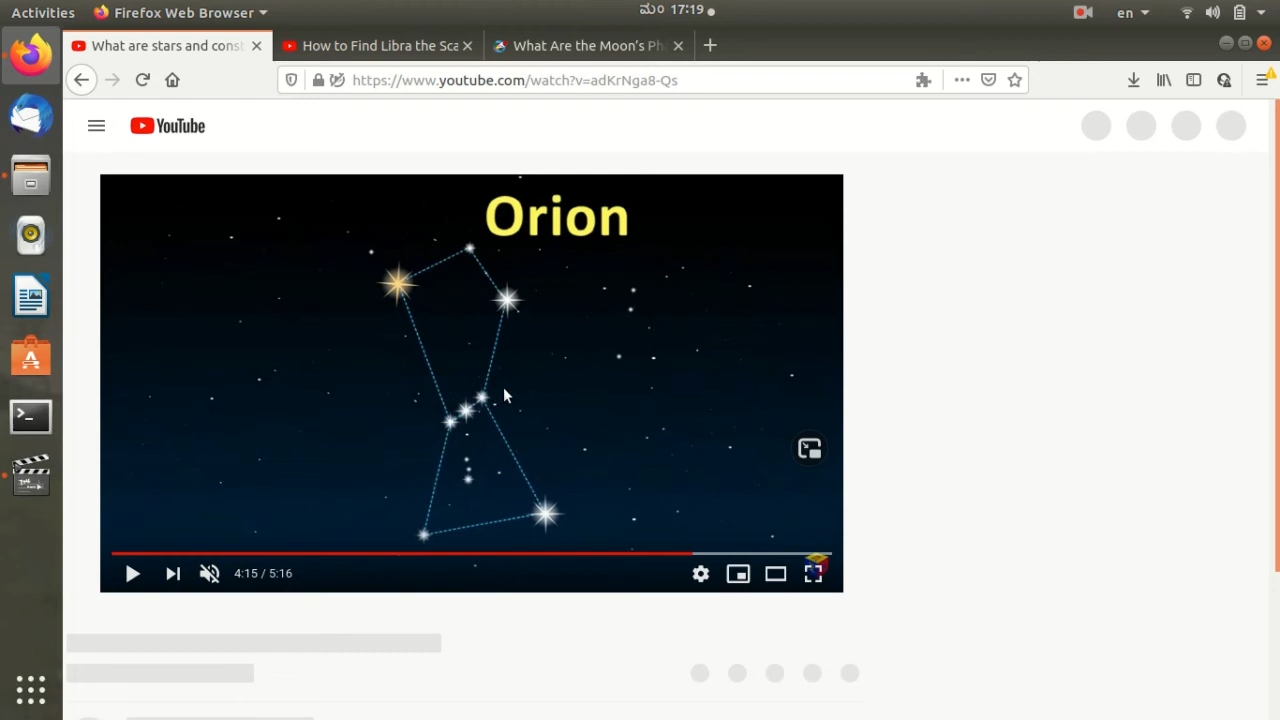 Activities Firefox Web Browser మం 17:19 en
What are stars and cons How to Find Libra the Sca What Are the Moon's Ph
https://www.youtube.com/watch?v=adKrNga8-Qs
YouTube
Orion
4:15 / 5:16